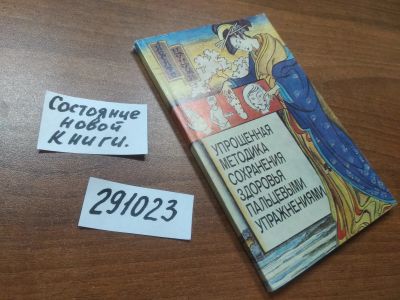 Состояние
новой
книги.
291023
УПРОЩЕННАЯ
МЕТОДИКА
СОХРАНЕНИЯ
ЗДОРОВЬЯ
ПАЛЬЦЕВЫМИ
УПРАЖНЕНИЯМИ